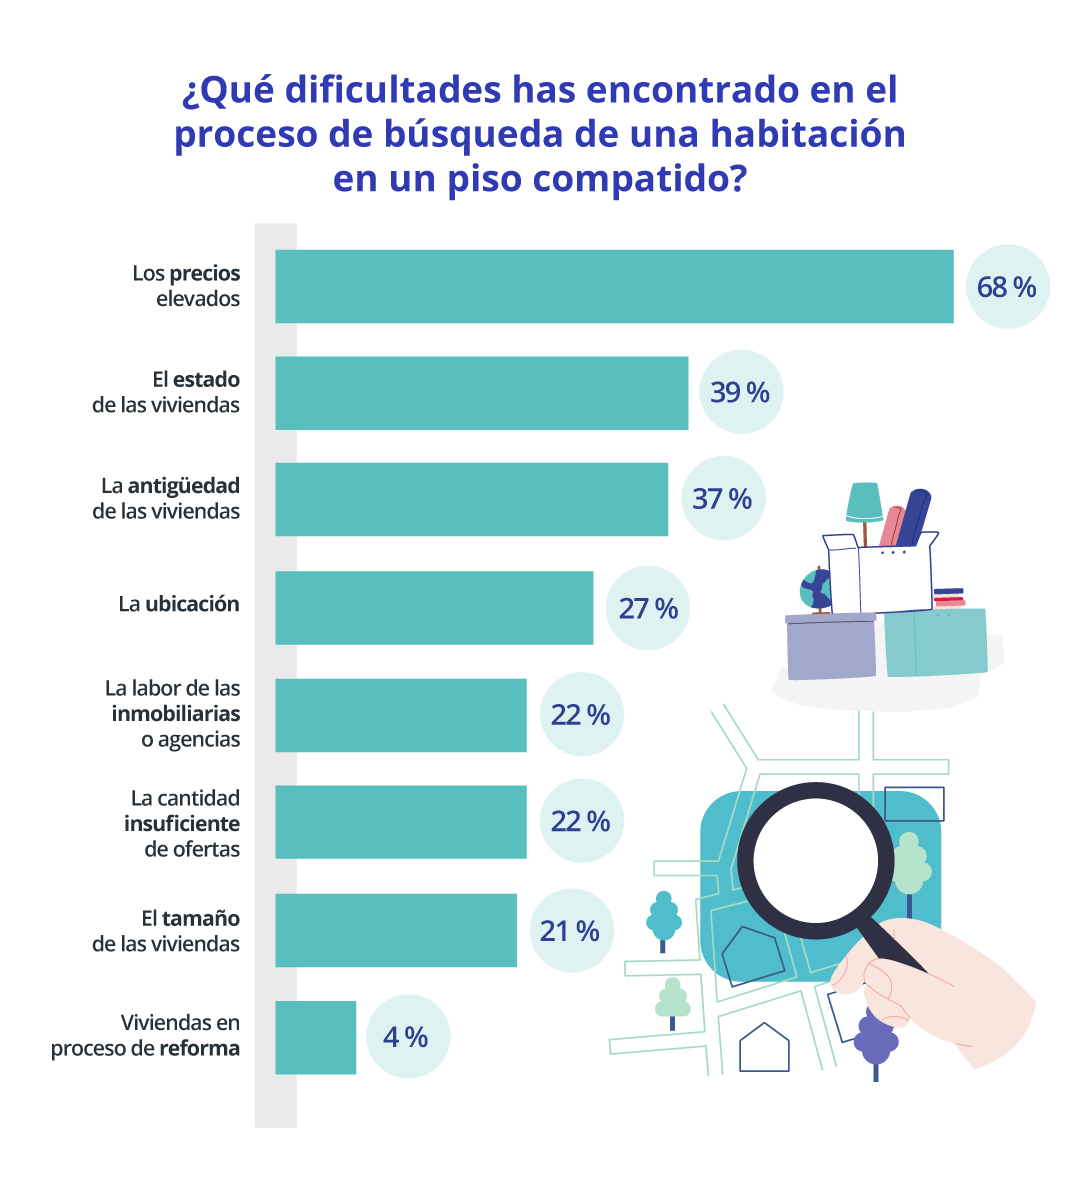 ¿Qué dificultades has encontrado en el
proceso de búsqueda de una habitación
en un piso compatido?
Los precios
elevados
68 %
El estado
de las viviendas
39 %
La antigüedad
de las viviendas
37 %
La ubicación
27 %
La labor de las
inmobiliarias
o agencias
22 %
La cantidad
insuficiente
de ofertas
22 %
El tamaño
de las viviendas
21 %
Viviendas en
proceso de reforma
4 %